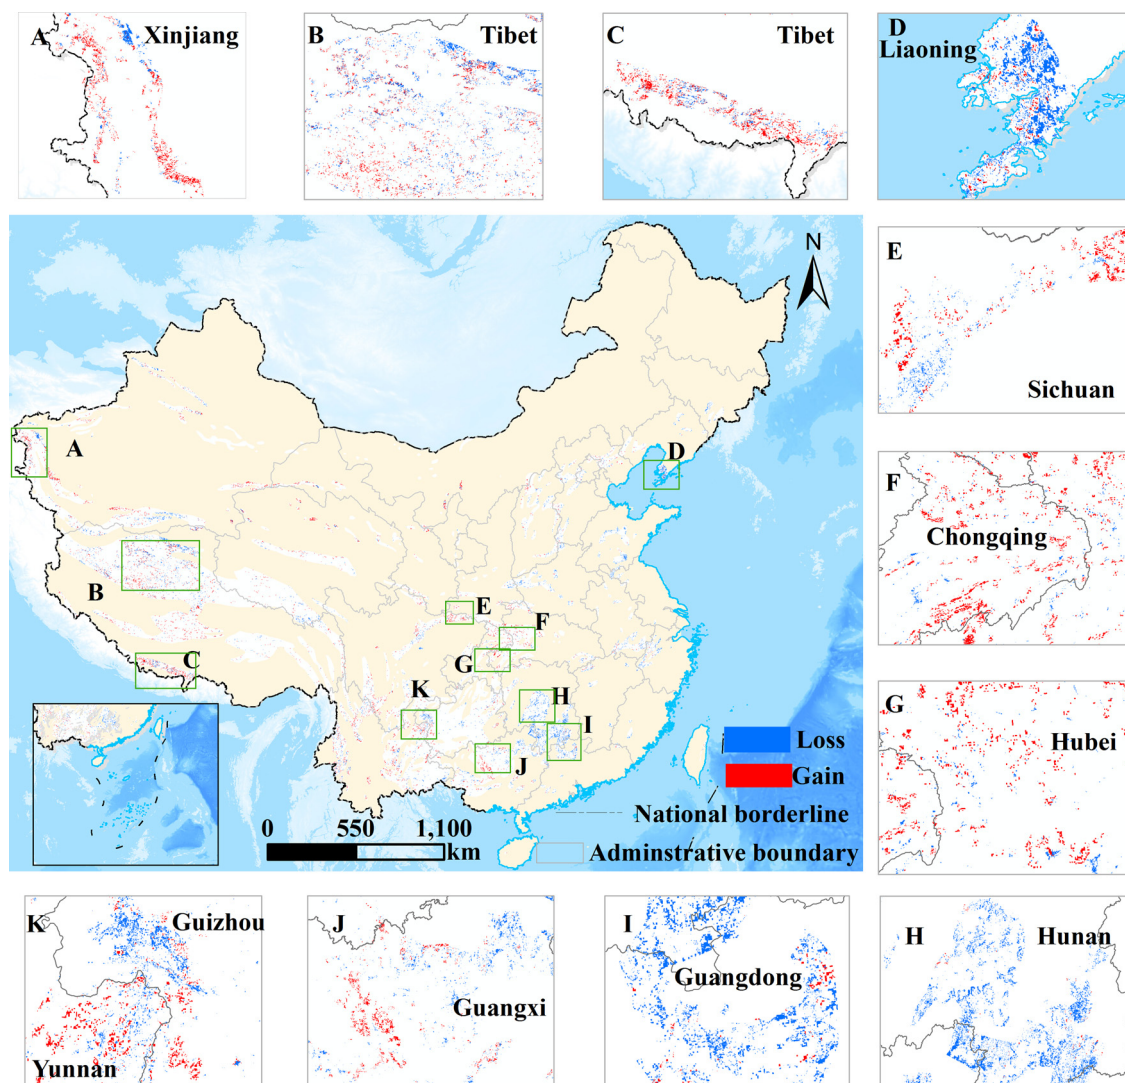 A Xinjiang
B Tibet
C Tibet
D
Liaoning
N
E
Sichuan
A
D
F
Chongqing
B
E
F
C
G
K
H
I
J
G
Hubei
Loss
Gain
National borderline
0 550 1,100
km
Adminstrative boundary
K Guizhou
Yunnan
J
Guangxi
I
Guangdong
H Hunan